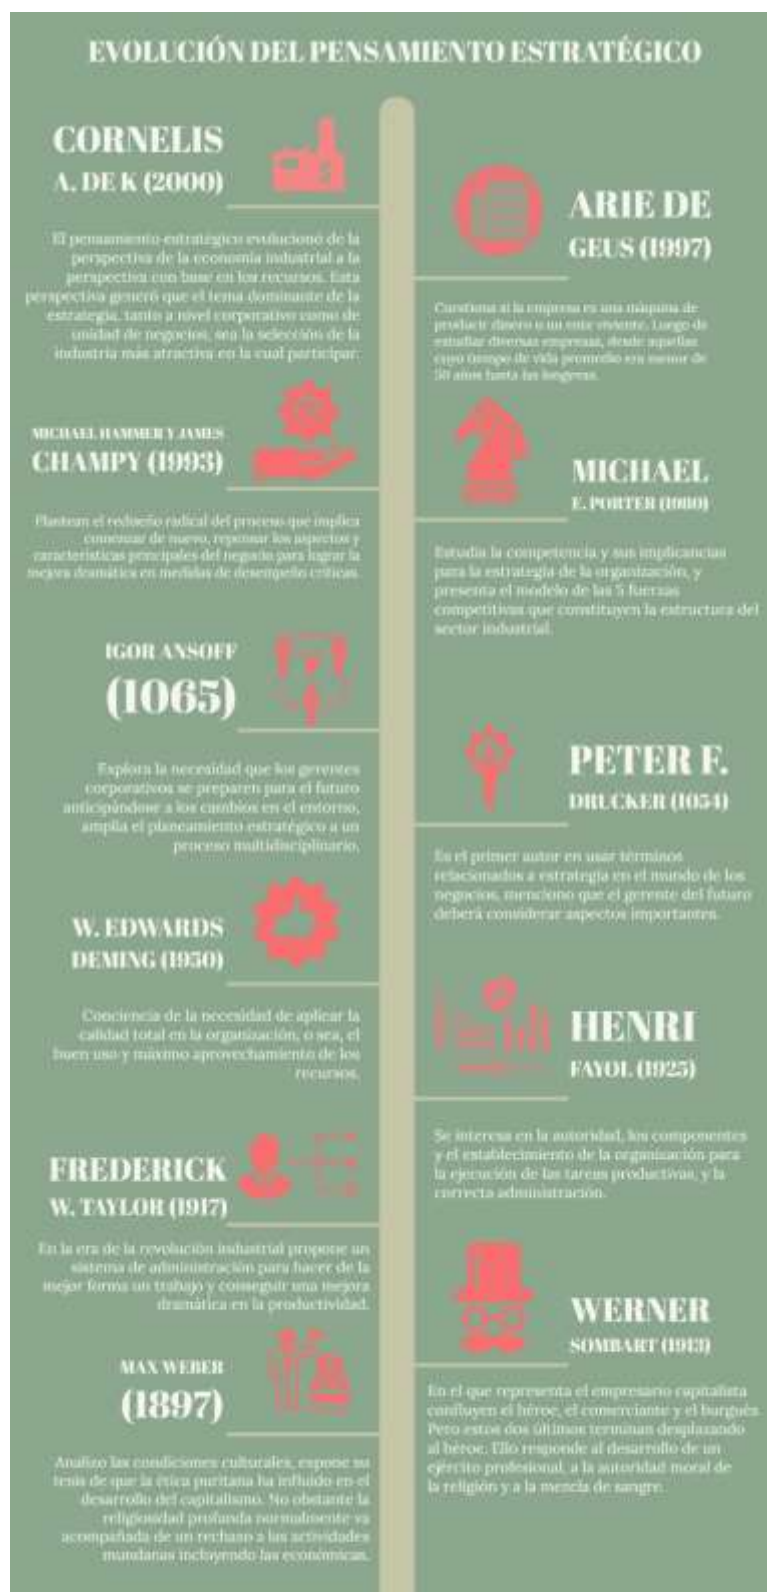 EVOLUCIÓN DEL PENSAMIENTO ESTRATÉGICO
CORNELIS
A. DE K (2000)
El pensamiento estratégico evolucionó de la
perspectiva de la economía industrial a la
perspectiva con base en los recursos. Esta
perspectiva generó que el tema dominante de la
estrategia, tanto a nivel corporativo como de
unidad de negocios, sea la selección de la
industria más atractiva en la cual participar.
ARIE DE
GEUS (1997)
Cuestiona si la empresa es una máquina de
producir dinero o un ente viviente. Luego de
estudiar diversas empresas, desde aquellas
cuyo tiempo de vida promedio era menor de
50 años hasta las longevas.
MICHAEL HAMMER Y JAMES
CHAMPY (1993)
Plantean el rediseño radical del proceso que implica
comenzar de nuevo, repensar los aspectos y
características principales del negocio para lograr la
mejora dramática en medidas de desempeño críticas.
MICHAEL
E. PORTER (1980)
Estudia la competencia y sus implicancias
para la estrategia de la organización, y
presenta el modelo de las 5 fuerzas
competitivas que constituyen la estructura del
sector industrial.
IGOR ANSOFF
(1065)
Explora la necesidad que los gerentes
corporativos se preparen para el futuro
anticipándose a los cambios en el entorno,
amplia el planeamiento estratégico a un
proceso multidisciplinario.
PETER F.
DRUCKER (1054)
Es el primer autor en usar términos
relacionados a estrategia en el mundo de los
negocios, menciono que el gerente del futuro
deberá considerar aspectos importantes.
W. EDWARDS
DEMING (1950)
Conciencia de la necesidad de aplicar la
calidad total en la organización, o sea, el
buen uso y máximo aprovechamiento de los
recursos.
HENRI
FAYOL (1925)
Se interesa en la autoridad, los componentes
y el establecimiento de la organización para
la ejecución de las tareas productivas, y la
correcta administración.
FREDERICK
W. TAYLOR (1917)
En la era de la revolución industrial propone un
sistema de administración para hacer de la
mejor forma un trabajo y conseguir una mejora
dramática en la productividad.
WERNER
SOMBART (1913)
En el que representa el empresario capitalista
confluyen el héroe, el comerciante y el burgués.
Pero estos dos últimos terminan desplazando
al héroe. Ello responde al desarrollo de un
ejército profesional, a la autoridad moral de
la religión y a la mezcla de sangre.
MAX WEBER
(1897)
Analizo las condiciones culturales, expone su
tesis de que la ética puritana ha influido en el
desarrollo del capitalismo. No obstante la
religiosidad profunda normalmente va
acompañada de un rechazo a las actividades
mundanas incluyendo las económicas.